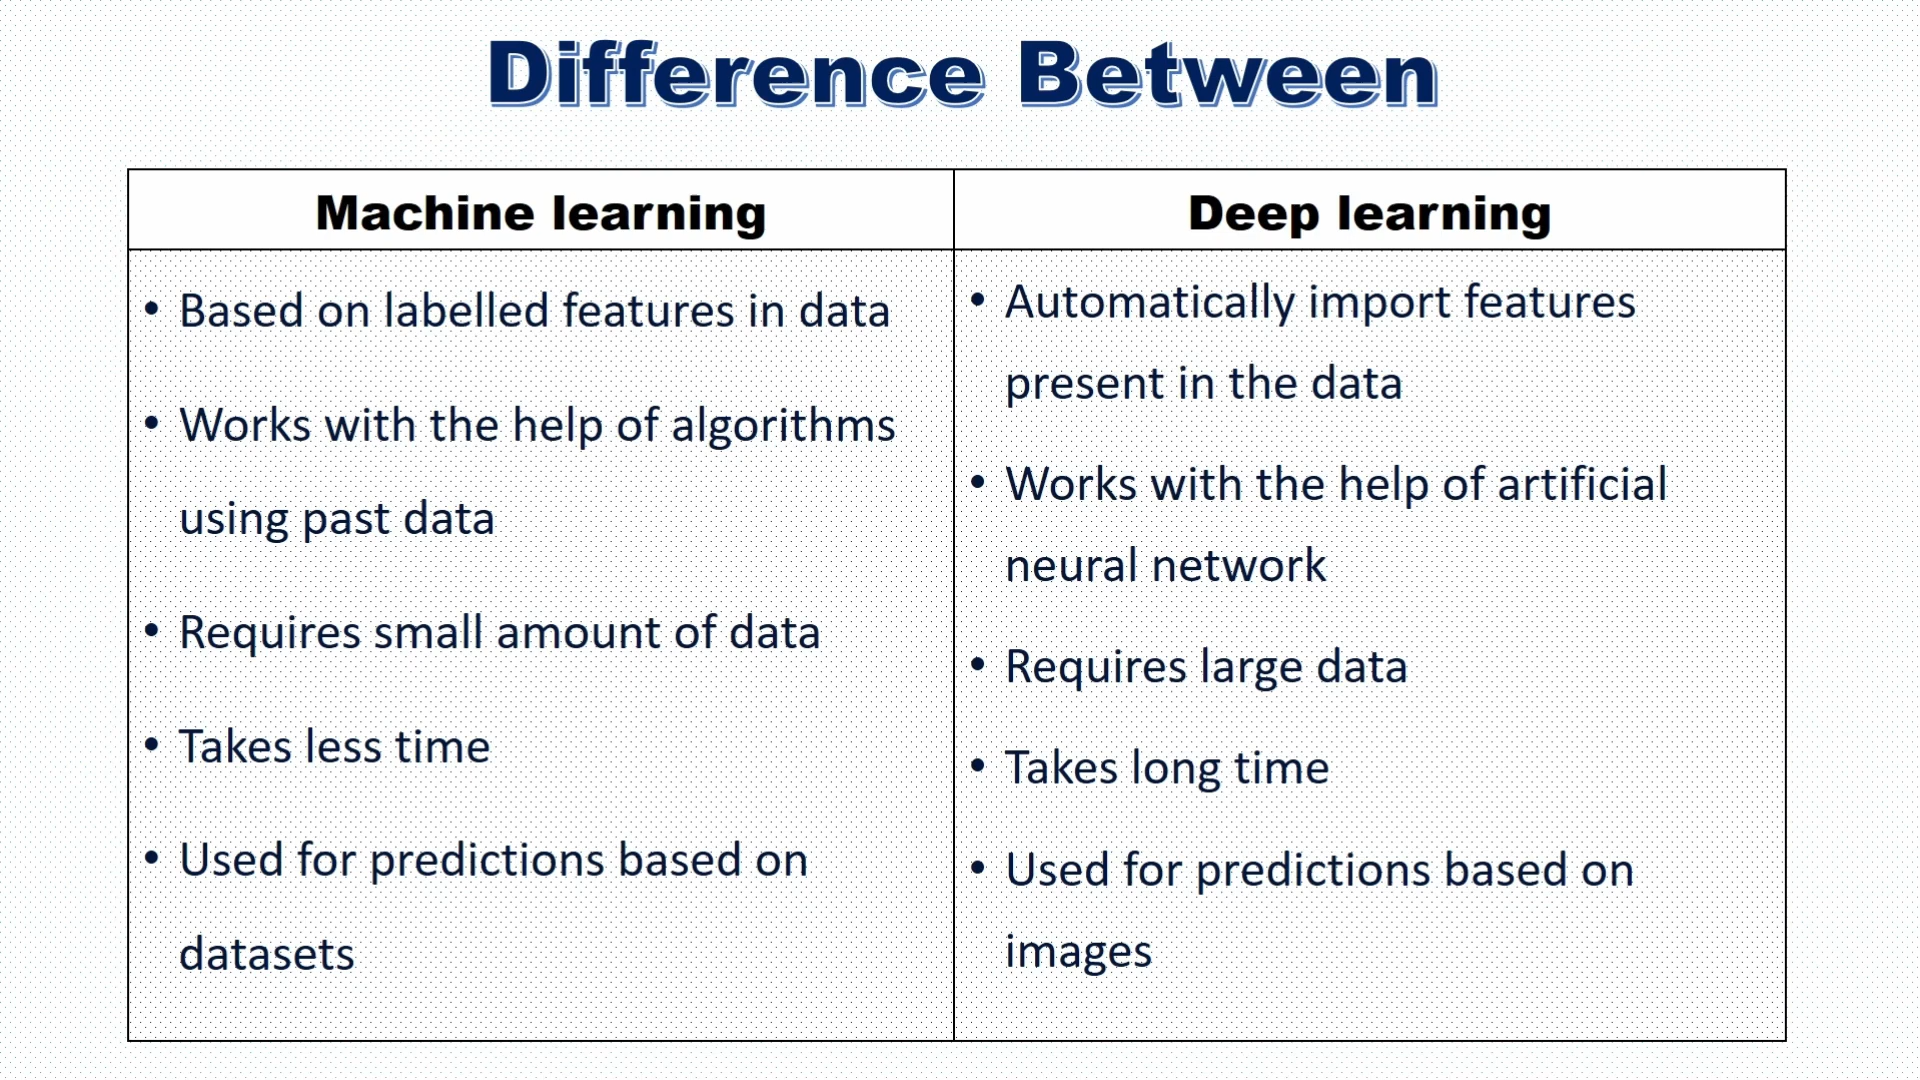 Difference Between
Machine learning
Deep learning
• Based on labelled features in data
• Works with the help of algorithms
using past data
• Requires small amount of data
• Takes less time
• Used for predictions based on
datasets
• Automatically import features
present in the data
• Works with the help of artificial
neural network
• Requires large data
• Takes long time
• Used for predictions based on
images